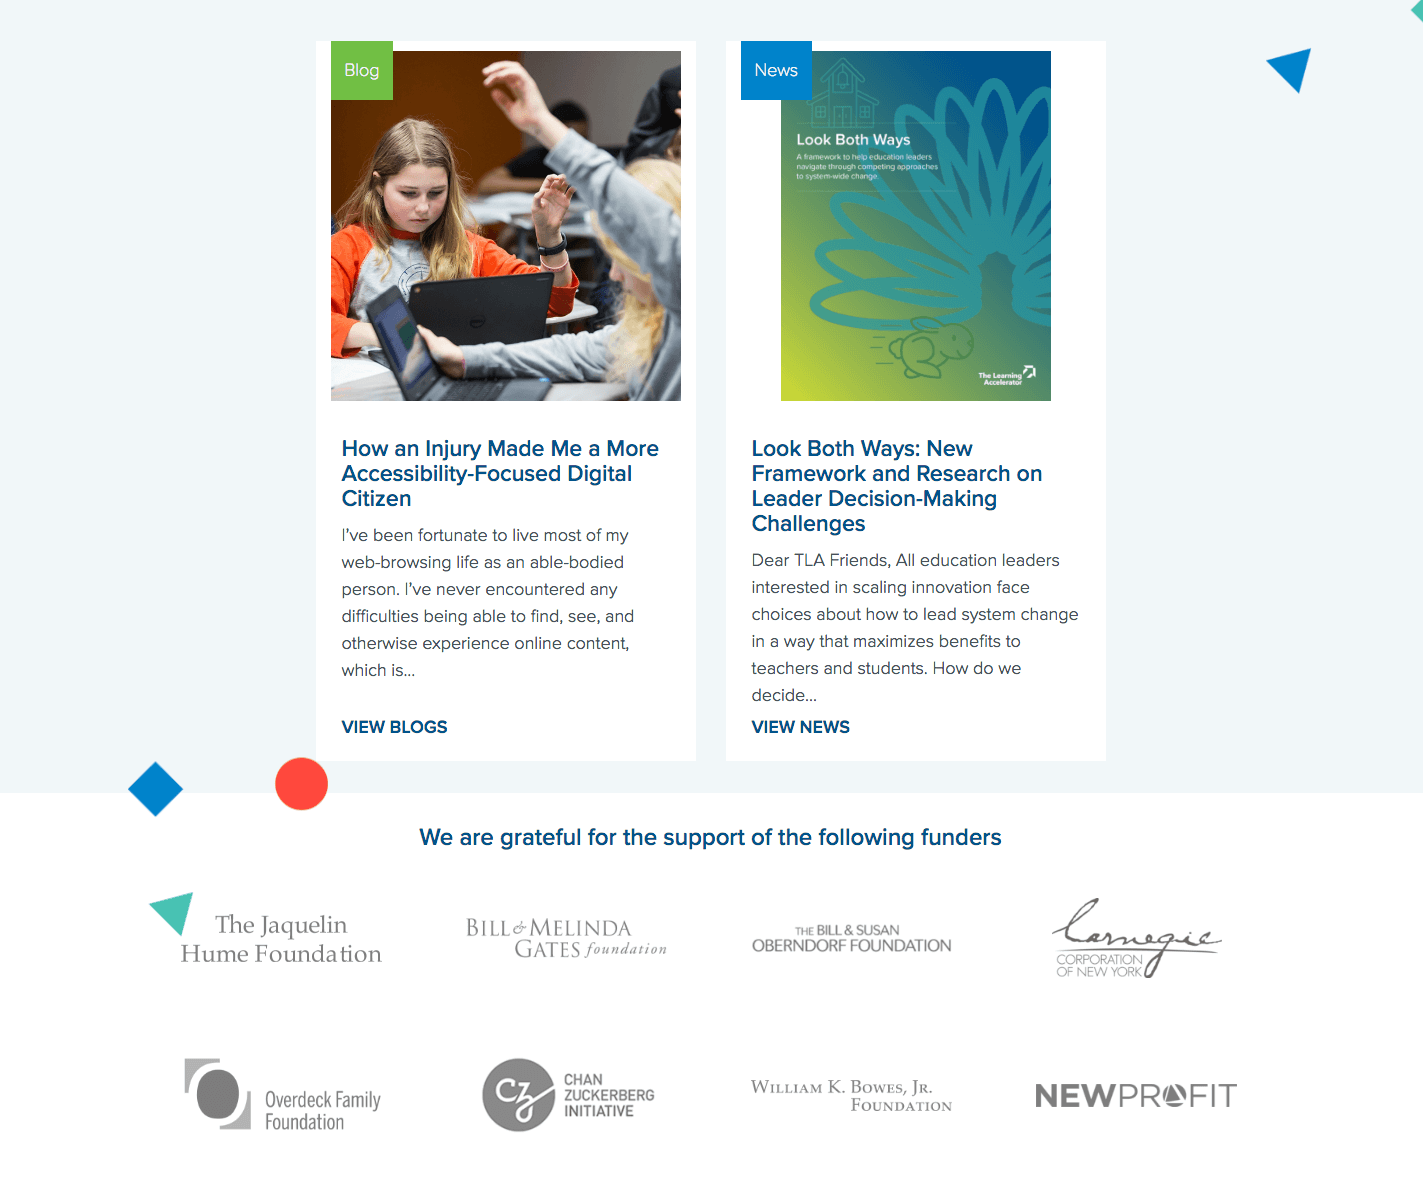 Blog
How an Injury Made Me a More
Accessibility-Focused Digital
Citizen
I've been fortunate to live most of my
web-browsing life as an able-bodied
person. I've never encountered any
difficulties being able to find, see, and
otherwise experience online content,
which is...
VIEW BLOGS
News
Look Both Ways
A framework to help education leaders
navigate through competing approaches
to system-wide change.
The Learning
Accelerator
Look Both Ways: New
Framework and Research on
Leader Decision-Making
Challenges
Dear TLA Friends, All education leaders
interested in scaling innovation face
choices about how to lead system change
in a way that maximizes benefits to
teachers and students. How do we
decide...
VIEW NEWS
We are grateful for the support of the following funders
The Jaquelin
Hume Foundation
BILL & MELINDA
GATES foundation
THE BILL & SUSAN
OBERNDORF FOUNDATION
Carnegie
CORPORATION
OF NEW YORK
Overdeck Family
Foundation
CZ
CHAN
ZUCKERBERG
INITIATIVE
WILLIAM K. BOWES, JR.
FOUNDATION
NEWPROFIT